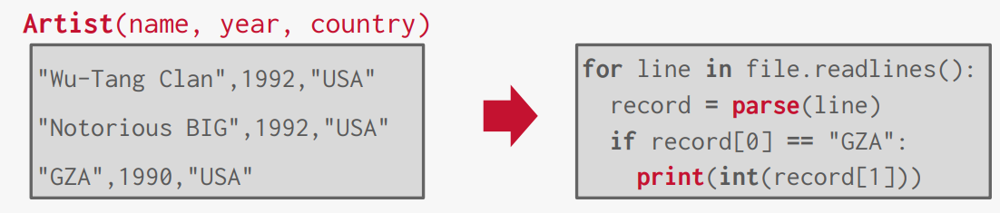 Artist(name, year, country)
"Wu-Tang Clan",1992,"USA"
"Notorious BIG",1992,"USA"
"GZA",1990,"USA"
for line in file.readlines():
  record = parse(line)
  if record[0] == "GZA":
    print(int(record[1]))